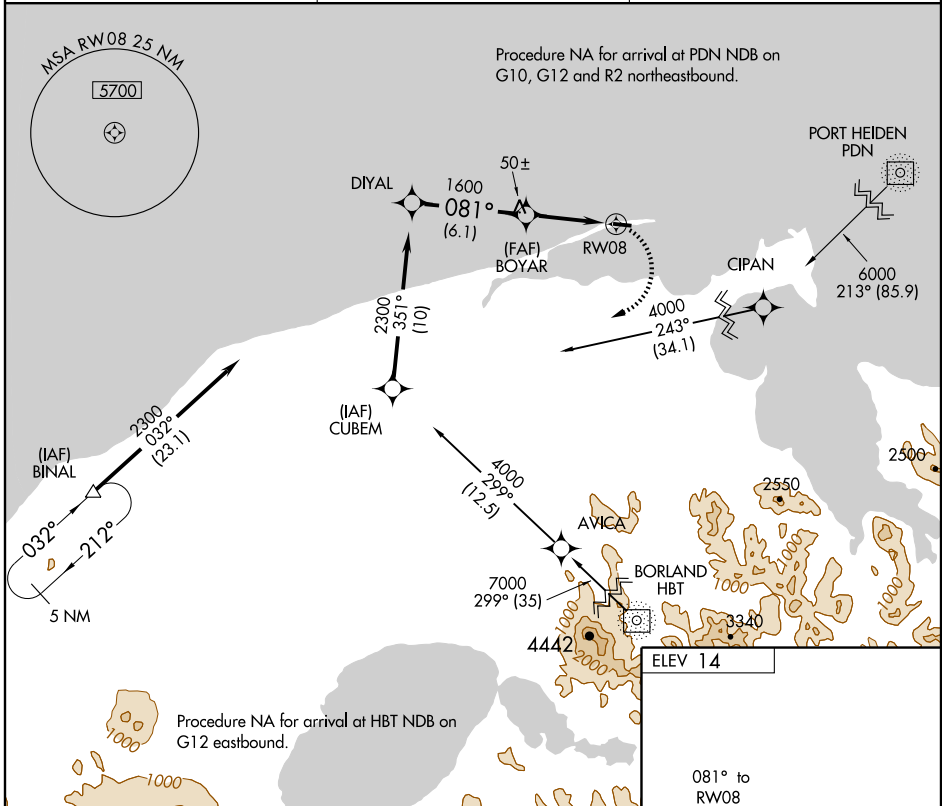 MSA RW08 25 NM
5700
Procedure NA for arrival at PDN NDB on
G10, G12 and R2 northeastbound.
PORT HEIDEN
PDN
50±
DIYAL
1600
081°
(6.1)
(FAF)
BOYAR
RW08
CIPAN
6000
213° (85.9)
4000
243°
(34.1)
2300
351°
(10)
(IAF)
CUBEM
2300
032°
(23.1)
(IAF)
BINAL
032°
212°
5 NM
4000
299°
(12.5)
2500
2550
AVICA
7000
299° (35)
BORLAND
HBT
1000
1000
1000
3340
4442
2000
ELEV 14
Procedure NA for arrival at HBT NDB on
G12 eastbound.
1000
1000
081° to
RW08